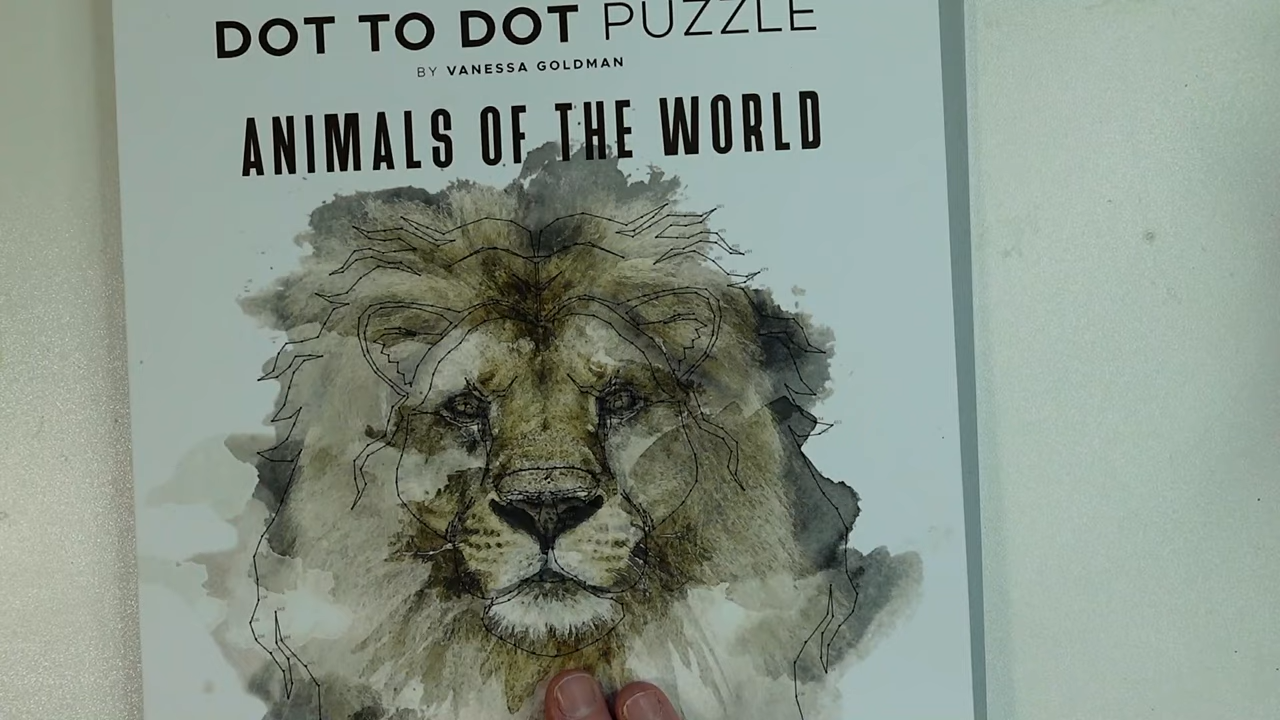 DOT TO DOT PUZZLE
BY VANESSA GOLDMAN
ANIMALS OF THE WORLD